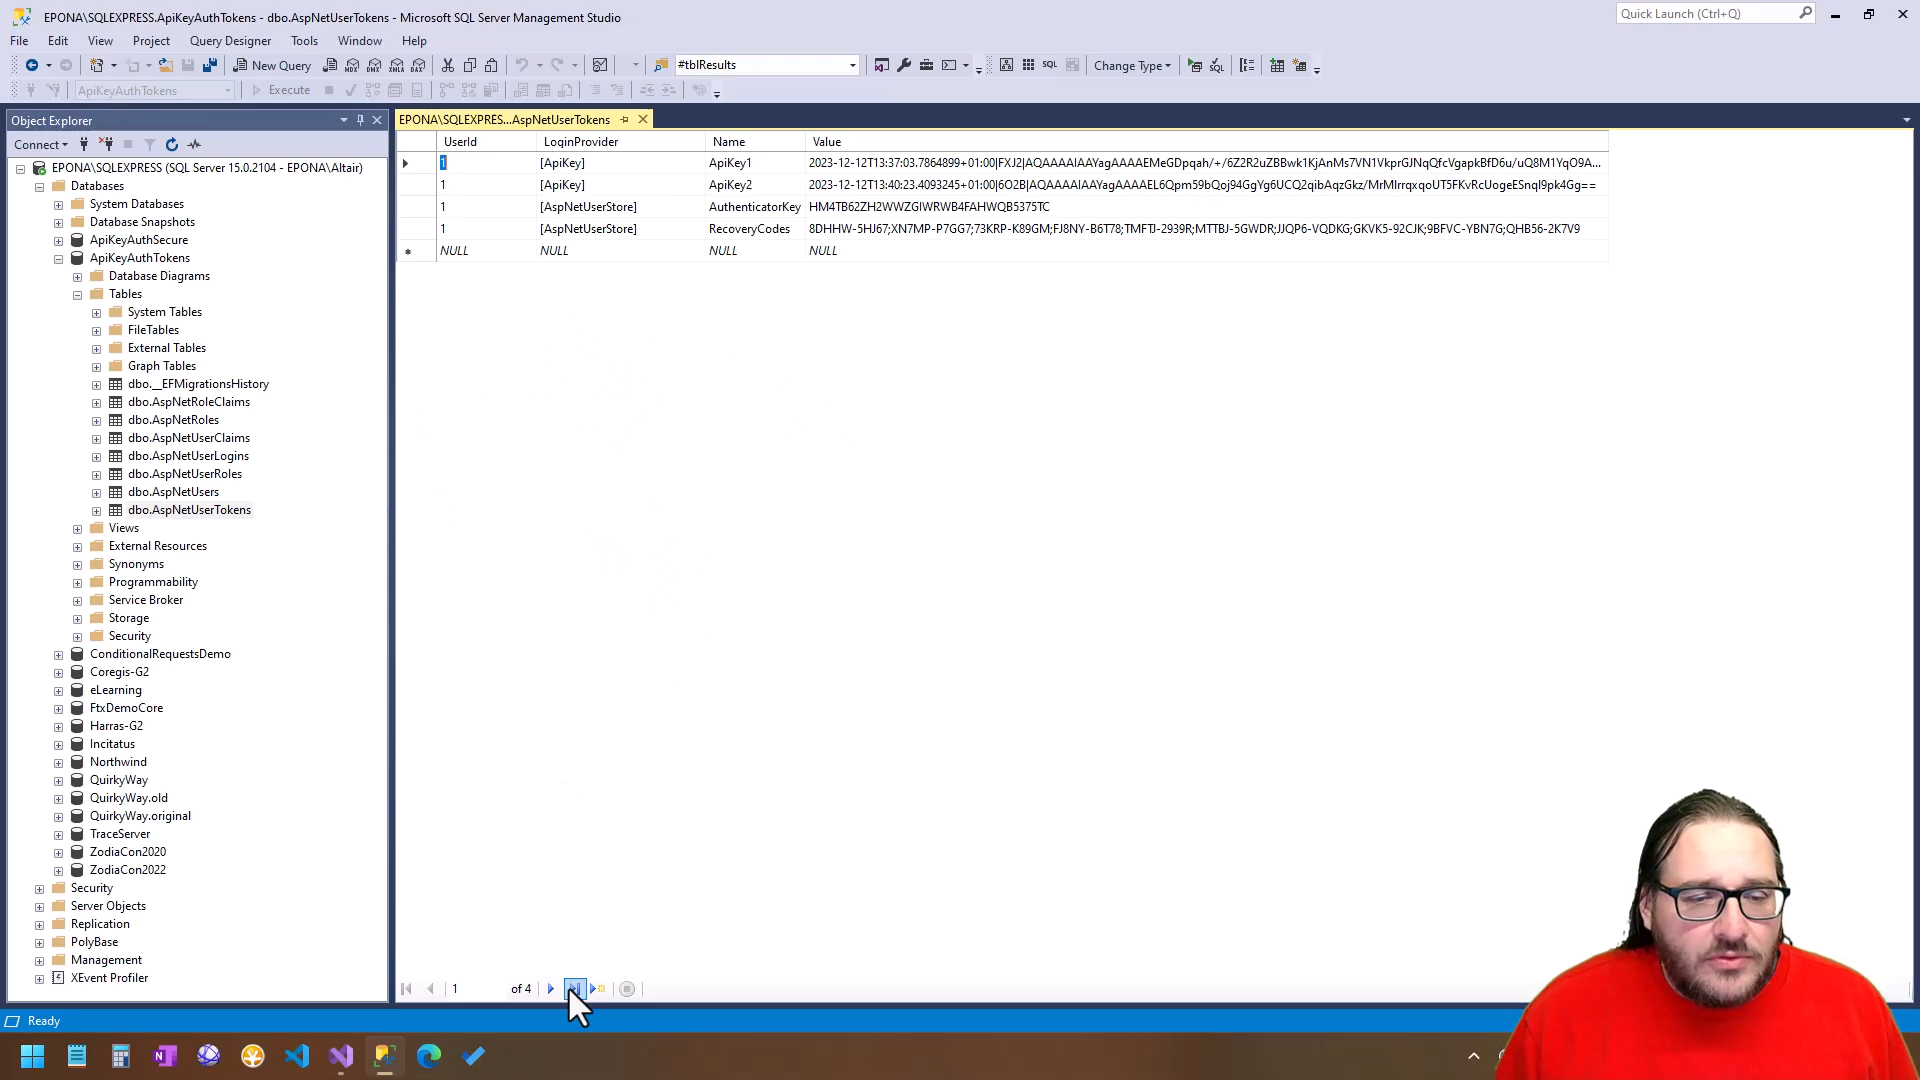 EPONA\SQLEXPRESS.ApiKeyAuthTokens - dbo.AspNetUserTokens - Microsoft SQL Server Management Studio
Quick Launch (Ctrl+Q)
File Edit View Project Query Designer Tools Window Help
New Query
#tblResults
Change Type
ApiKeyAuthTokens
Execute
Object Explorer
Connect
EPONA\SQLEXPRESS (SQL Server 15.0.2104 - EPONA\Altair)
Databases
System Databases
Database Snapshots
ApiKeyAuthSecure
ApiKeyAuthTokens
Database Diagrams
Tables
System Tables
FileTables
External Tables
Graph Tables
dbo.__EFMigrationsHistory
dbo.AspNetRoleClaims
dbo.AspNetRoles
dbo.AspNetUserClaims
dbo.AspNetUserLogins
dbo.AspNetUserRoles
dbo.AspNetUsers
dbo.AspNetUserTokens
Views
External Resources
Synonyms
Programmability
Service Broker
Storage
Security
ConditionalRequestsDemo
Coregis-G2
eLearning
FtxDemoCore
Harras-G2
Incitatus
Northwind
QuirkyWay
QuirkyWay.old
QuirkyWay.original
TraceServer
ZodiaCon2020
ZodiaCon2022
Security
Server Objects
Replication
PolyBase
Management
XEvent Profiler
EPONA\SQLEXPRES...AspNetUserTokens
UserId LoginProvider Name Value
1 [ApiKey] ApiKey1 2023-12-12T13:37:03.7864899+01:00|FXJ2|AQAAAAIAAYagAAAAEMeGDpqah/+/6Z2R2uZBBwk1KjAnMs7VN1VkprGJNqQfcVgapkBfD6u/uQ8M1YqO9A...
1 [ApiKey] ApiKey2 2023-12-12T13:40:23.4093245+01:00|6O2B|AQAAAAIAAYagAAAAEL6Qpm59bQoj94GgYg6UCQ2qibAqzGkz/MrMIrrqxqoUT5FKvRcUogeESnqI9pk4Gg==
1 [AspNetUserStore] AuthenticatorKey HM4TB62ZH2WWZGIWRWB4FAHWQB5375TC
1 [AspNetUserStore] RecoveryCodes 8DHHW-5HJ67;XN7MP-P7GG7;73KRP-K89GM;FJ8NY-B6T78;TMFTJ-2939R;MTTBJ-5GWDR;JJQP6-VQDKG;GKVK5-92CJK;9BFVC-YBN7G;QHB56-2K7V9
NULL NULL NULL NULL
1 of 4
Ready